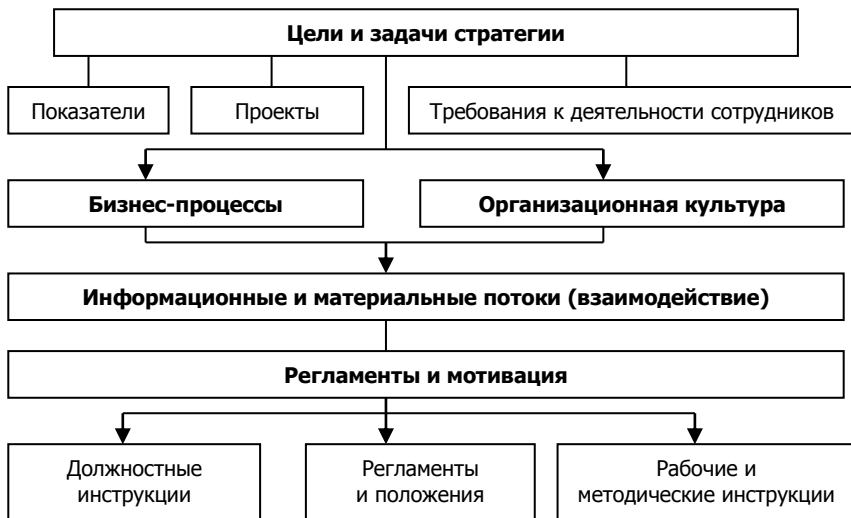 Цели и задачи стратегии
Показатели
Проекты
Требования к деятельности сотрудников
Бизнес-процессы
Организационная культура
Информационные и материальные потоки (взаимодействие)
Регламенты и мотивация
Должностные
инструкции
Регламенты
и положения
Рабочие и
методические инструкции